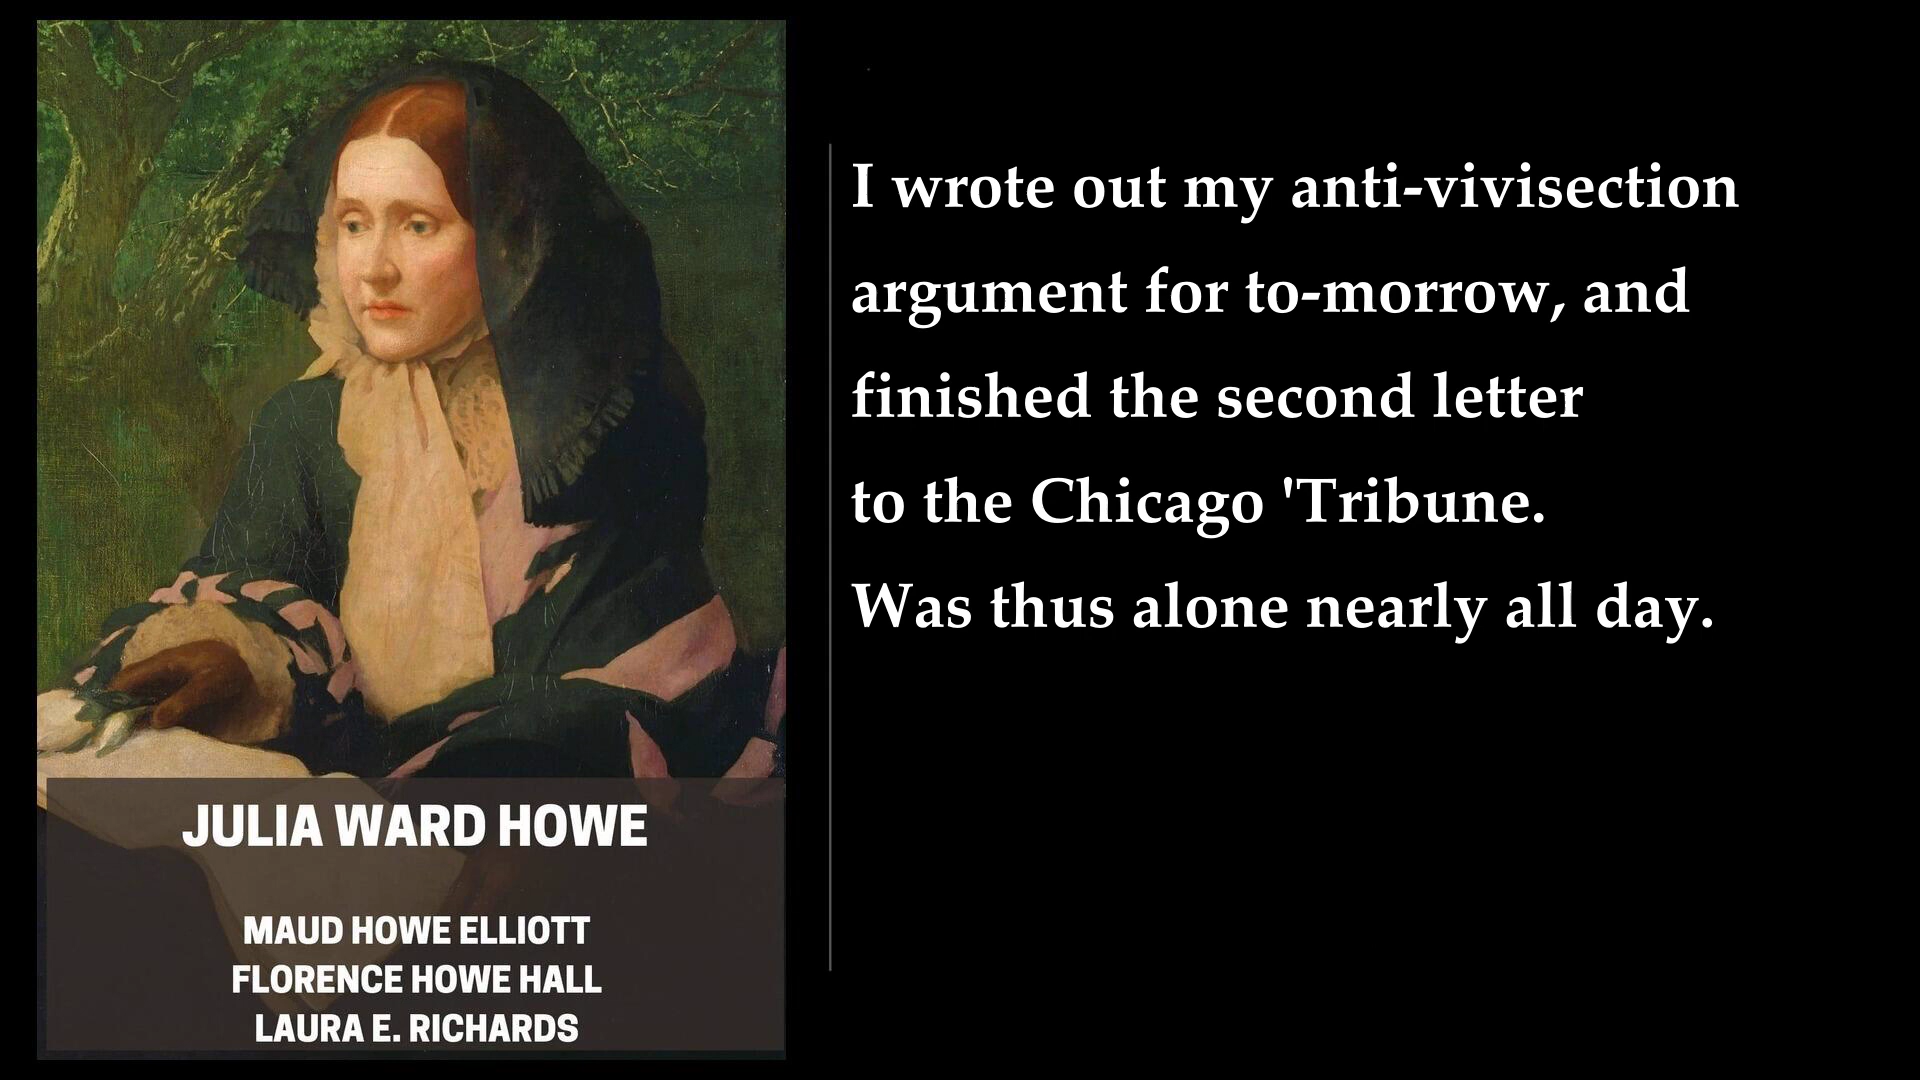 JULIA WARD HOWE
MAUD HOWE ELLIOTT
FLORENCE HOWE HALL
LAURA E. RICHARDS
I wrote out my anti-vivisection
argument for to-morrow, and
finished the second letter
to the Chicago 'Tribune.
Was thus alone nearly all day.